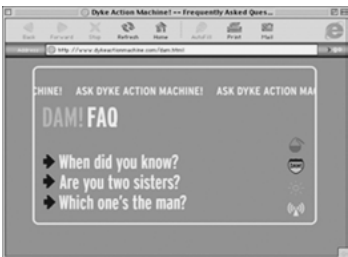 Dyke Action Machine! -- Frequently Asked Ques...
Back Forward Stop Refresh Home AutoFill Print Mail
http://www.dykeactionmachine.com/dam.html
CHINE! ASK DYKE ACTION MACHINE! ASK DYKE ACTION MA
DAM! FAQ
When did you know?
Are you two sisters?
Which one's the man?